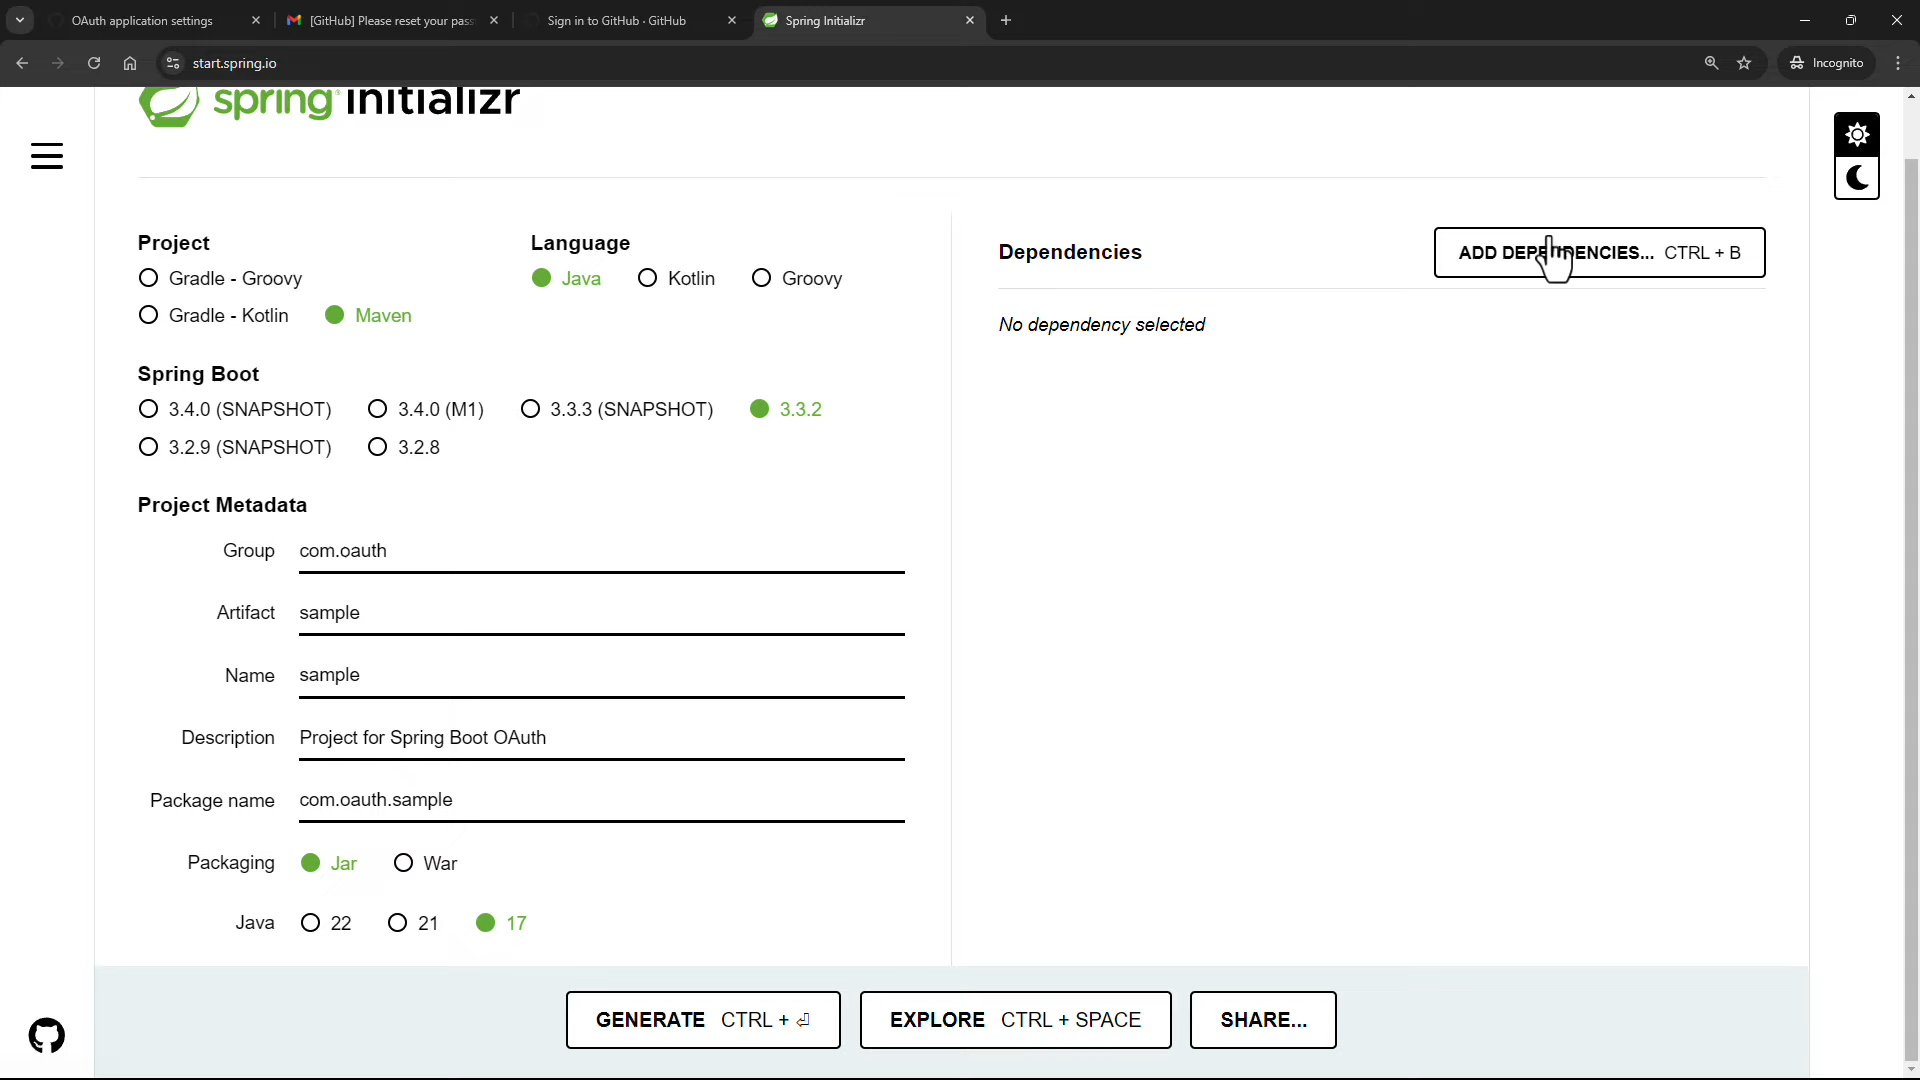 OAuth application settings
[GitHub] Please reset your pass
Sign in to GitHub · GitHub
Spring Initializr
start.spring.io
Incognito
spring initializr
Project
Gradle - Groovy
Gradle - Kotlin
Maven
Language
Java
Kotlin
Groovy
Spring Boot
3.4.0 (SNAPSHOT)
3.4.0 (M1)
3.3.3 (SNAPSHOT)
3.3.2
3.2.9 (SNAPSHOT)
3.2.8
Project Metadata
Group com.oauth
Artifact sample
Name sample
Description Project for Spring Boot OAuth
Package name com.oauth.sample
Packaging Jar War
Java 22 21 17
Dependencies
ADD DEPENDENCIES... CTRL + B
No dependency selected
GENERATE CTRL + ⏎
EXPLORE CTRL + SPACE
SHARE...